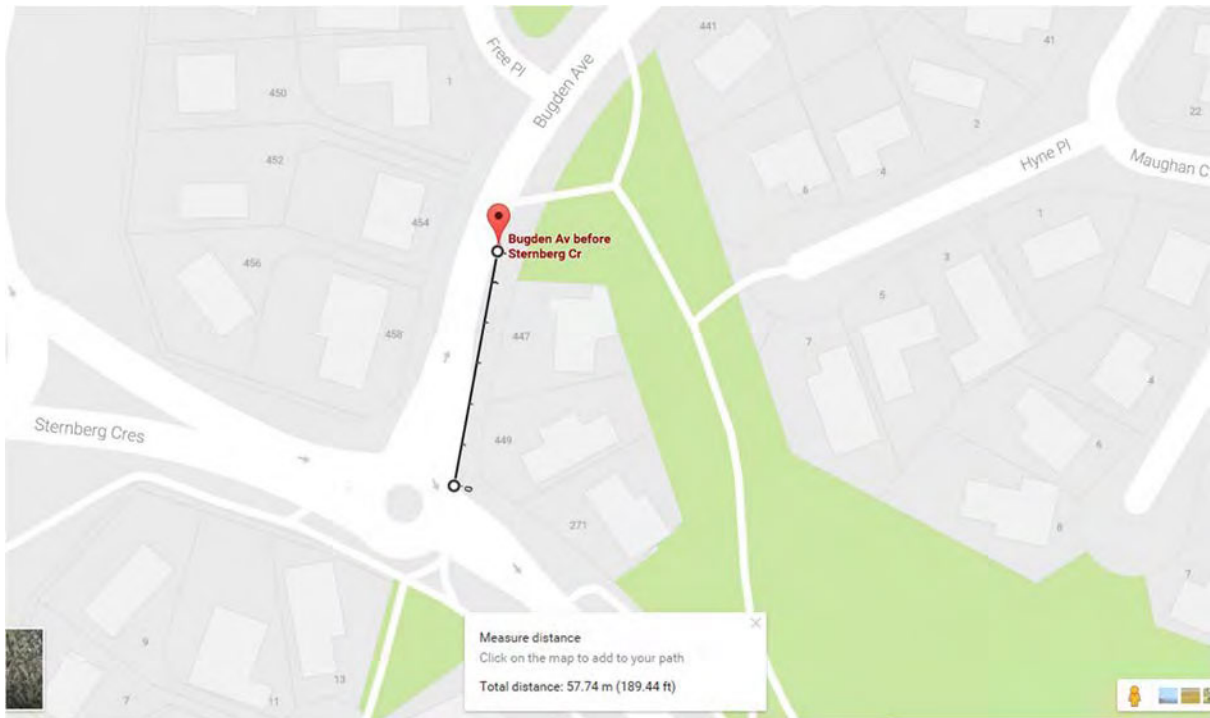 441
41
Free Pl
Bugden Ave
450
1
22
2
Hyne Pl
Maughan C
452
4
6
454
1
Bugden Av before
Sternberg Cr
456
3
5
458
447
7
4
Sternberg Cres
449
6
0
271
8
7
9
13
7
11
Measure distance
Click on the map to add to your path
Total distance: 57.74 m (189.44 ft)